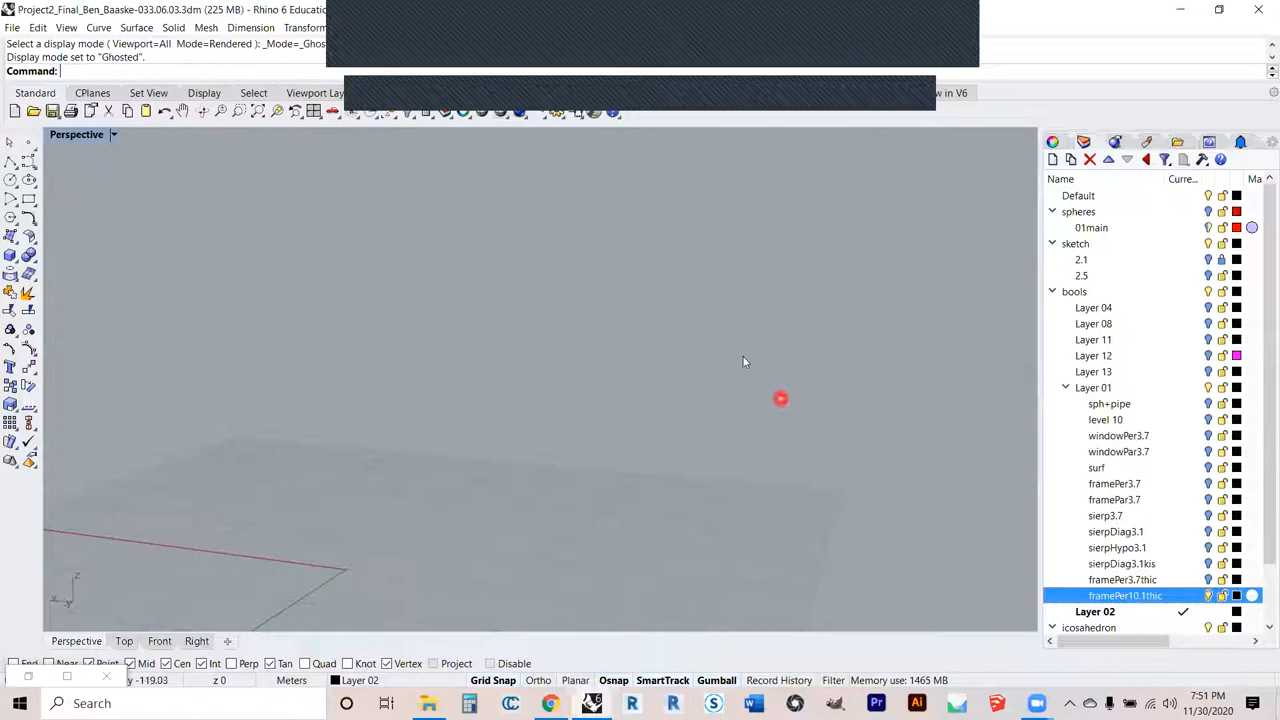 Project2_Final_Ben_Baaske-033.06.03.3dm (225 MB) - Rhino 6 Educati
File Edit View Curve Surface Solid Mesh Dimension Transform
Select a display mode ( Viewport=All Mode=Rendered ): _Mode=_Ghos
Display mode set to "Ghosted".
Command:
Standard CPlanes Set View Display Select Viewport Lay w in V6
Perspective
Name Curre... Ma
Default
spheres
01main
sketch
2.1
2.5
bools
Layer 04
Layer 08
Layer 11
Layer 12
Layer 13
Layer 01
sph+pipe
level 10
windowPer3.7
windowPar3.7
surf
framePer3.7
framePar3.7
sierp3.7
sierpDiag3.1
sierpHypo3.1
sierpDiag3.1kis
framePer3.7thic
framePer10.1thic
Layer 02
icosahedron
z
x y
Perspective Top Front Right
End Near Point Mid Cen Int Perp Tan Quad Knot Vertex Project Disable
-119.03 z 0 Meters Layer 02 Grid Snap Ortho Planar Osnap SmartTrack Gumball Record History Filter Memory use: 1465 MB
Search
7:51 PM
11/30/2020